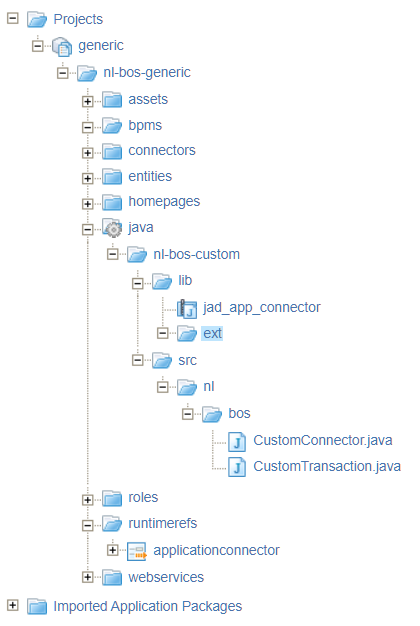 Projects
generic
nl-bos-generic
assets
bpms
connectors
entities
homepages
java
nl-bos-custom
lib
jad_app_connector
ext
src
nl
bos
CustomConnector.java
CustomTransaction.java
roles
runtimerefs
applicationconnector
webservices
Imported Application Packages